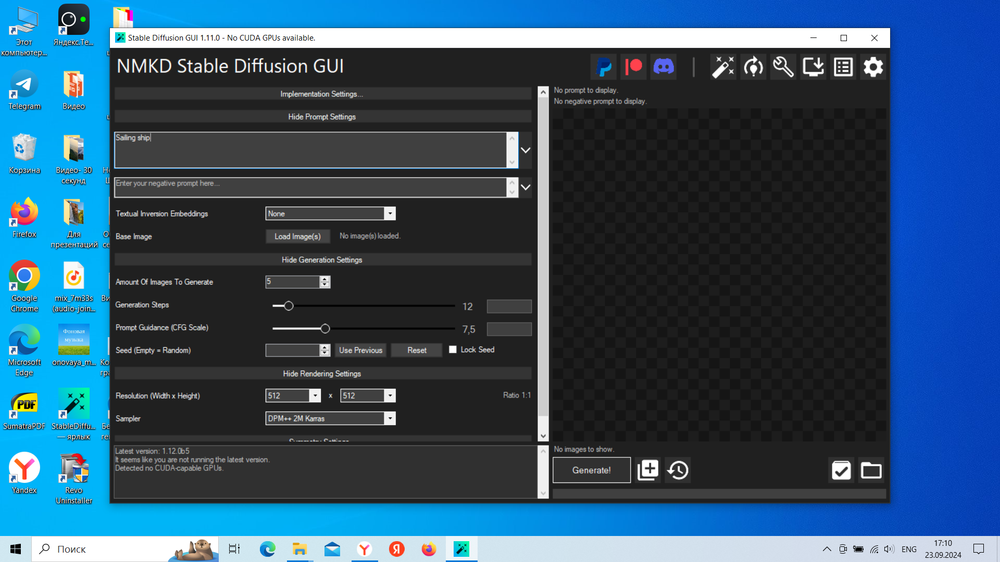 Этот
компьютер...
Яндекс.Те...
Telegram
Видео
Корзина
Видео- 30
секунд
Firefox
Для
презентаций
Google
Chrome
mix_7m33s
(audio-join...
Microsoft
Edge
Фоновая
музыка
onovaya_m...
SumatraPDF
PDF
StableDiffu...
— ярлык
Yandex
Revo
Uninstaller
Stable Diffusion GUI 1.11.0 - No CUDA GPUs available.
NMKD Stable Diffusion GUI
Implementation Settings...
Hide Prompt Settings
Sailing ship
Enter your negative prompt here...
Textual Inversion Embeddings None
Base Image Load Image(s) No image(s) loaded.
Hide Generation Settings
Amount Of Images To Generate 5
Generation Steps 12
Prompt Guidance (CFG Scale) 7,5
Seed (Empty = Random) Use Previous Reset Lock Seed
Hide Rendering Settings
Resolution (Width x Height) 512 x 512 Ratio 1:1
Sampler DPM++ 2M Karras
Symmetry Settings
Latest version: 1.12.0b5
It seems like you are not running the latest version.
Detected no CUDA-capable GPUs.
No prompt to display.
No negative prompt to display.
No images to show.
Generate!
Поиск
ENG
17:10
23.09.2024